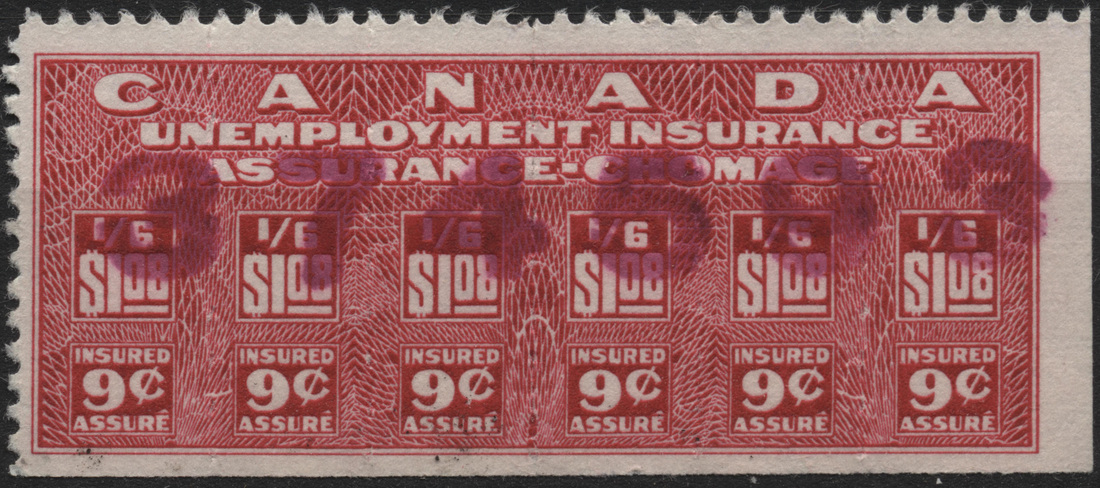 CANADA
UNEMPLOYMENT INSURANCE
ASSURANCE-CHOMAGE
1/6 1/6 1/6 1/6 1/6 1/6
$1.08 $1.08 $1.08 $1.08 $1.08 $1.08
INSURED INSURED INSURED INSURED INSURED INSURED
9¢ 9¢ 9¢ 9¢ 9¢ 9¢
ASSURÉ ASSURÉ ASSURÉ ASSURÉ ASSURÉ ASSURÉ